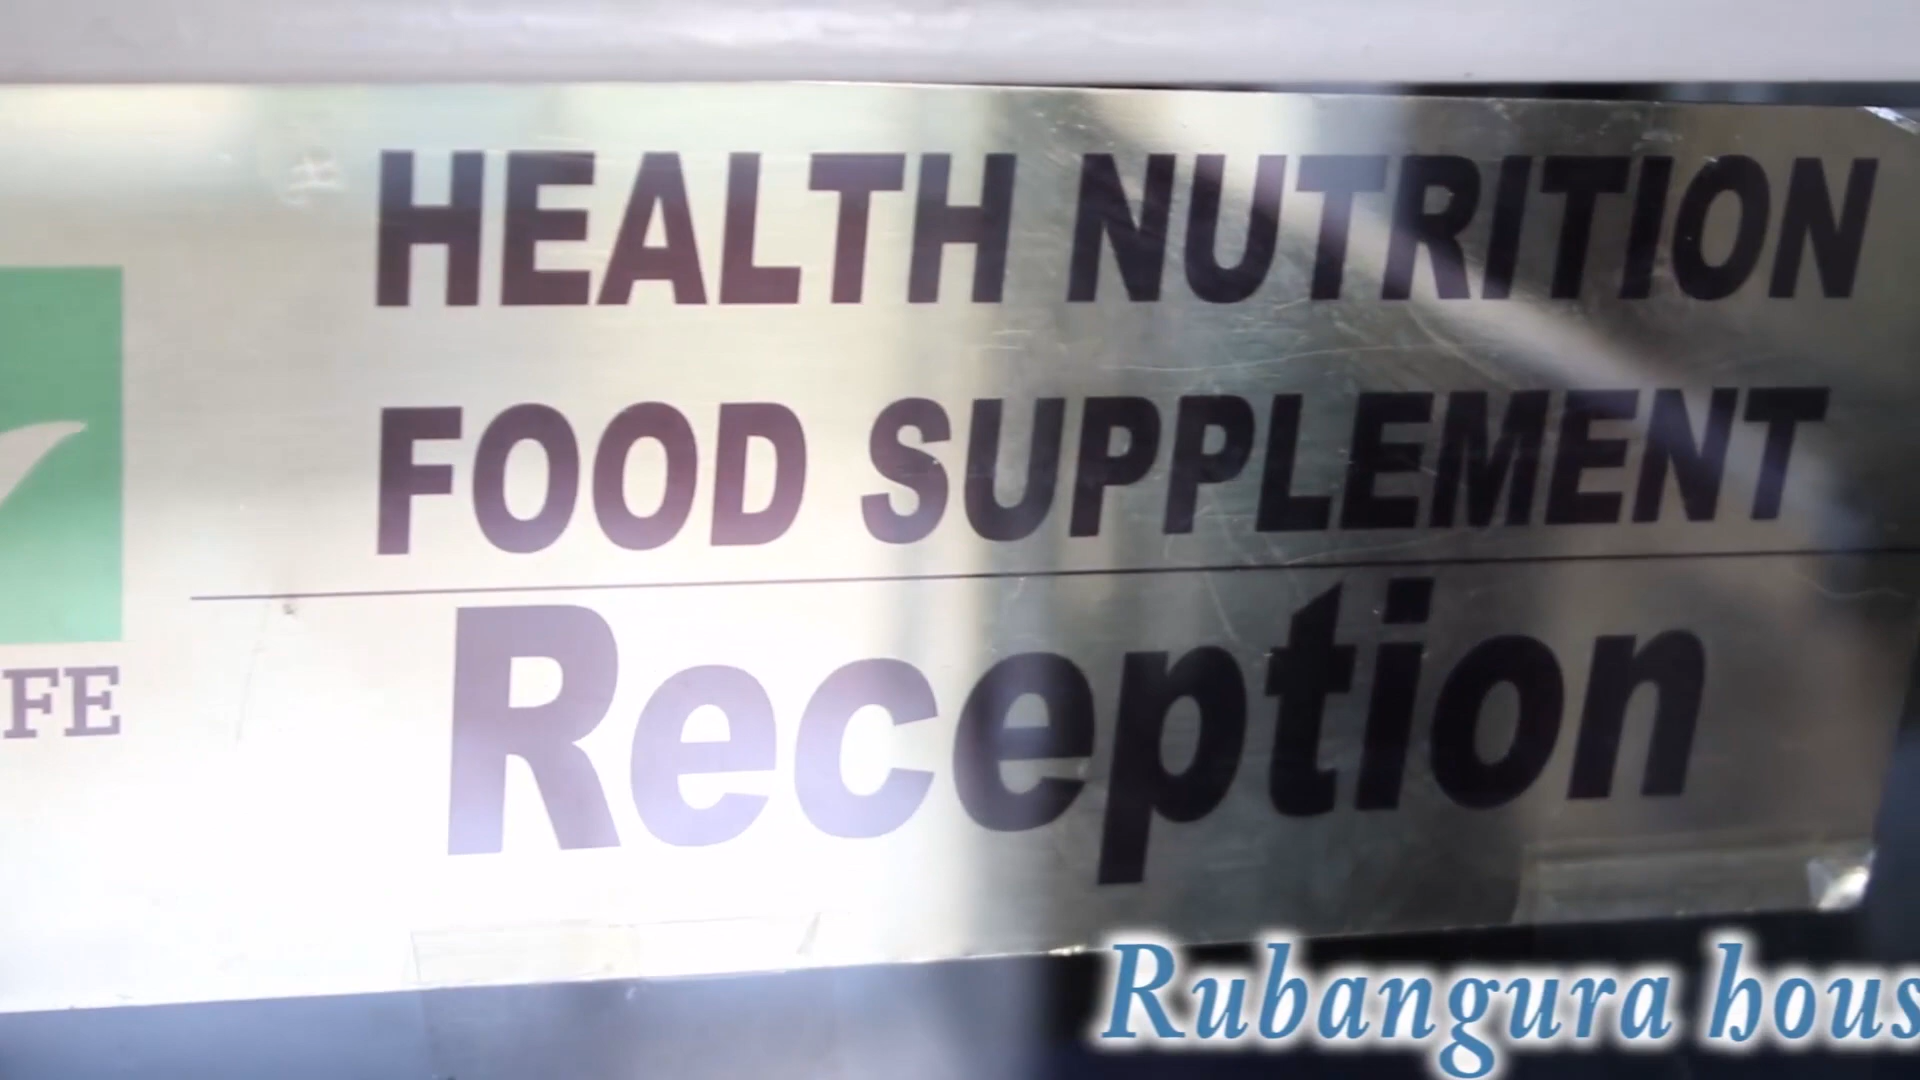 HEALTH NUTRITION
FOOD SUPPLEMENT
FE
Reception
Rubangura hous